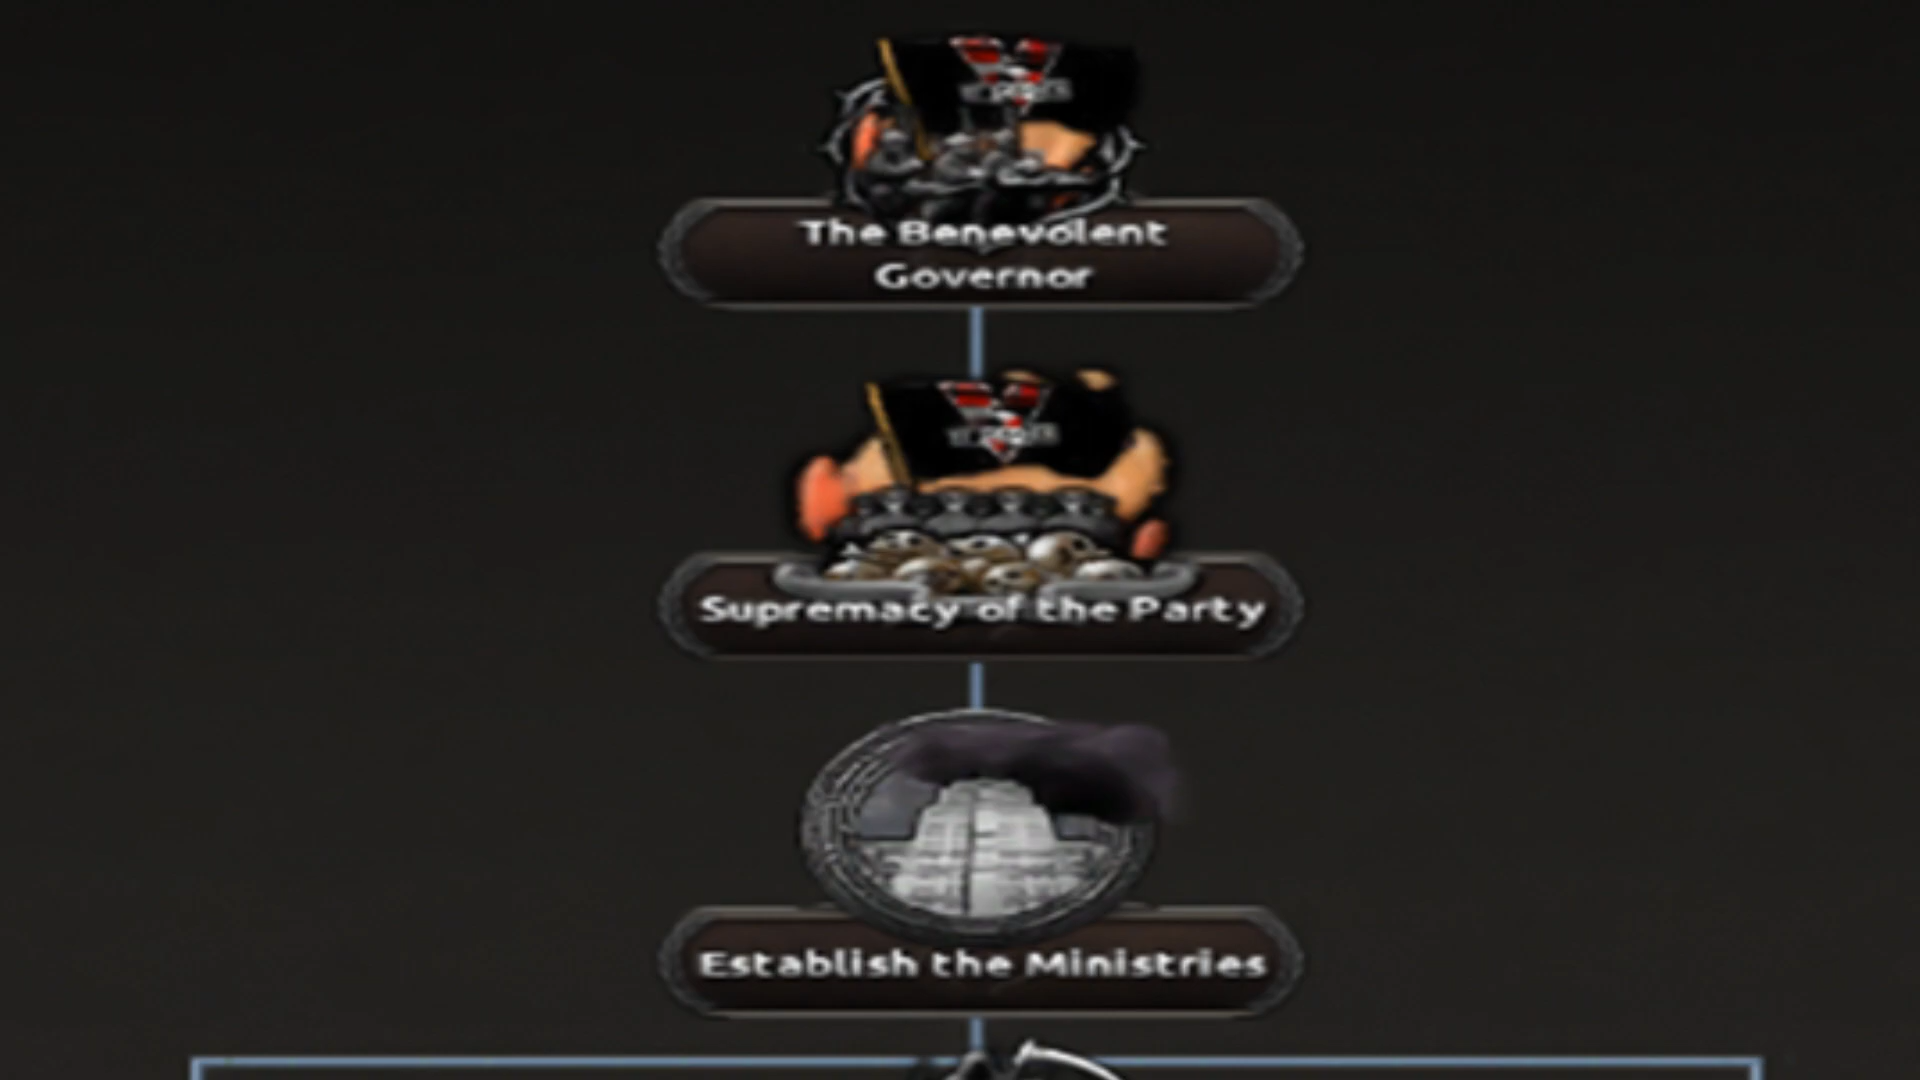 The Benevolent
Governor
Supremacy of the Party
Establish the Ministries